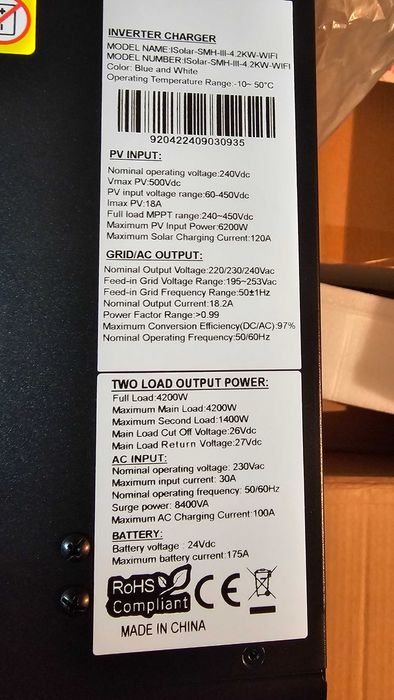 INVERTER CHARGER
MODEL NAME:ISolar-SMH-III-4.2KW-WIFI
MODEL NUMBER:ISolar-SMH-III-4.2KW-WIFI
Color: Blue and White
Operating Temperature Range:-10~ 50°C
920422409030935
PV INPUT:
Nominal operating voltage:240Vdc
Vmax PV:500Vdc
PV input voltage range:60-450Vdc
Imax PV:18A
Full load MPPT range:240~450Vdc
Maximum PV Input Power:6200W
Maximum Solar Charging Current:120A
GRID/AC OUTPUT:
Nominal Output Voltage:220/230/240Vac
Feed-in Grid Voltage Range:195~253Vac
Feed-in Grid Frequency Range:50±1Hz
Nominal Output Current:18.2A
Power Factor Range:>0.99
Maximum Conversion Efficiency(DC/AC):97%
Nominal Operating Frequency:50/60Hz
TWO LOAD OUTPUT POWER:
Full Load:4200W
Maximum Main Load:4200W
Maximum Second Load:1400W
Main Load Cut Off Voltage:26Vdc
Main Load Return Voltage:27Vdc
AC INPUT:
Nominal operating voltage: 230Vac
Maximum input current: 30A
Nominal operating frequency: 50/60Hz
Surge power: 8400VA
Maximum AC Charging Current:100A
BATTERY:
Battery voltage : 24Vdc
Maximum battery current:175A
RoHS
Compliant
CE
MADE IN CHINA